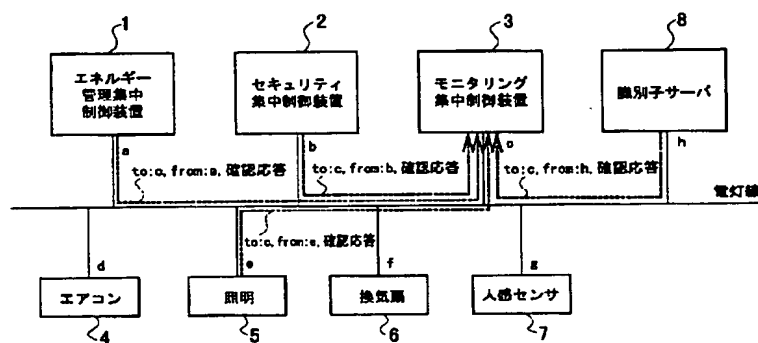 1
2
3
8
エネルギー
管理集中
制御装置
セキュリティ
集中制御装置
モニタリング
集中制御装置
識別子サーバ
a
b
c
h
to:c, from:a, 確認応答
to:c, from:b, 確認応答
to:c, from:h, 確認応答
電灯線
to:c, from:e, 確認応答
d
e
f
g
エアコン
照明
換気扇
人感センサ
4
5
6
7